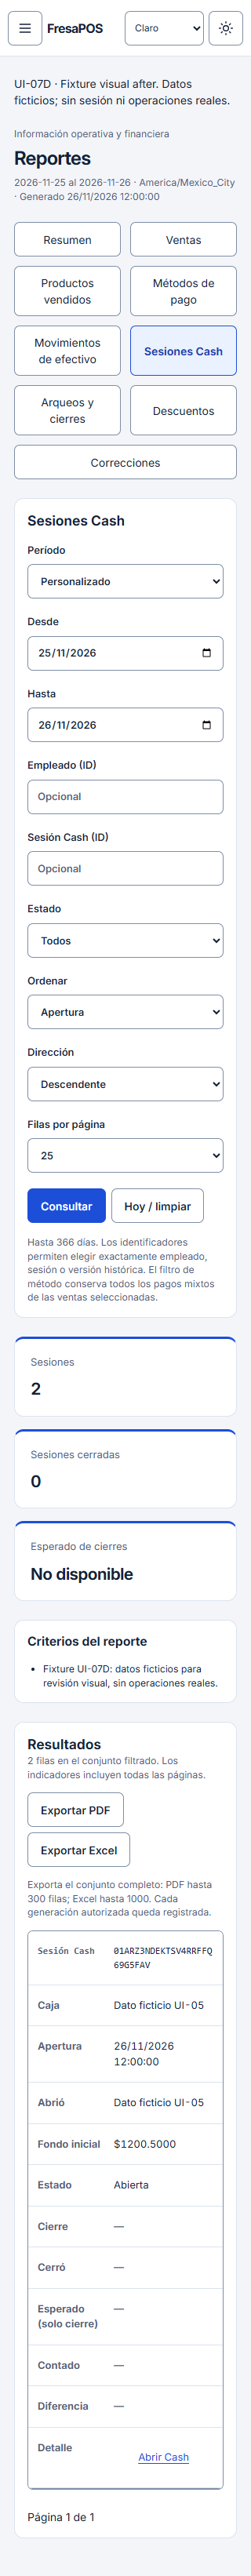 FresaPOS
Claro
UI-07D · Fixture visual after. Datos
ficticios; sin sesión ni operaciones reales.
Información operativa y financiera
Reportes
2026-11-25 al 2026-11-26 · America/Mexico_City
· Generado 26/11/2026 12:00:00
Resumen
Ventas
Productos
vendidos
Métodos de
pago
Movimientos
de efectivo
Sesiones Cash
Arqueos y
cierres
Descuentos
Correcciones
Sesiones Cash
Período
Personalizado
Desde
25/11/2026
Hasta
26/11/2026
Empleado (ID)
Opcional
Sesión Cash (ID)
Opcional
Estado
Todos
Ordenar
Apertura
Dirección
Descendente
Filas por página
25
Consultar
Hoy / limpiar
Hasta 366 días. Los identificadores
permiten elegir exactamente empleado,
sesión o versión histórica. El filtro de
método conserva todos los pagos mixtos
de las ventas seleccionadas.
Sesiones
2
Sesiones cerradas
0
Esperado de cierres
No disponible
Criterios del reporte
• Fixture UI-07D: datos ficticios para
revisión visual, sin operaciones reales.
Resultados
2 filas en el conjunto filtrado. Los
indicadores incluyen todas las páginas.
Exportar PDF
Exportar Excel
Exporta el conjunto completo: PDF hasta
300 filas; Excel hasta 1000. Cada
generación autorizada queda registrada.
Sesión Cash 01ARZ3NDEKTSV4RRFFQ
69G5FAV
Caja Dato ficticio UI-05
Apertura 26/11/2026
12:00:00
Abrió Dato ficticio UI-05
Fondo inicial $1200.5000
Estado Abierta
Cierre —
Cerró —
Esperado —
(solo cierre)
Contado —
Diferencia —
Detalle
Abrir Cash
Página 1 de 1